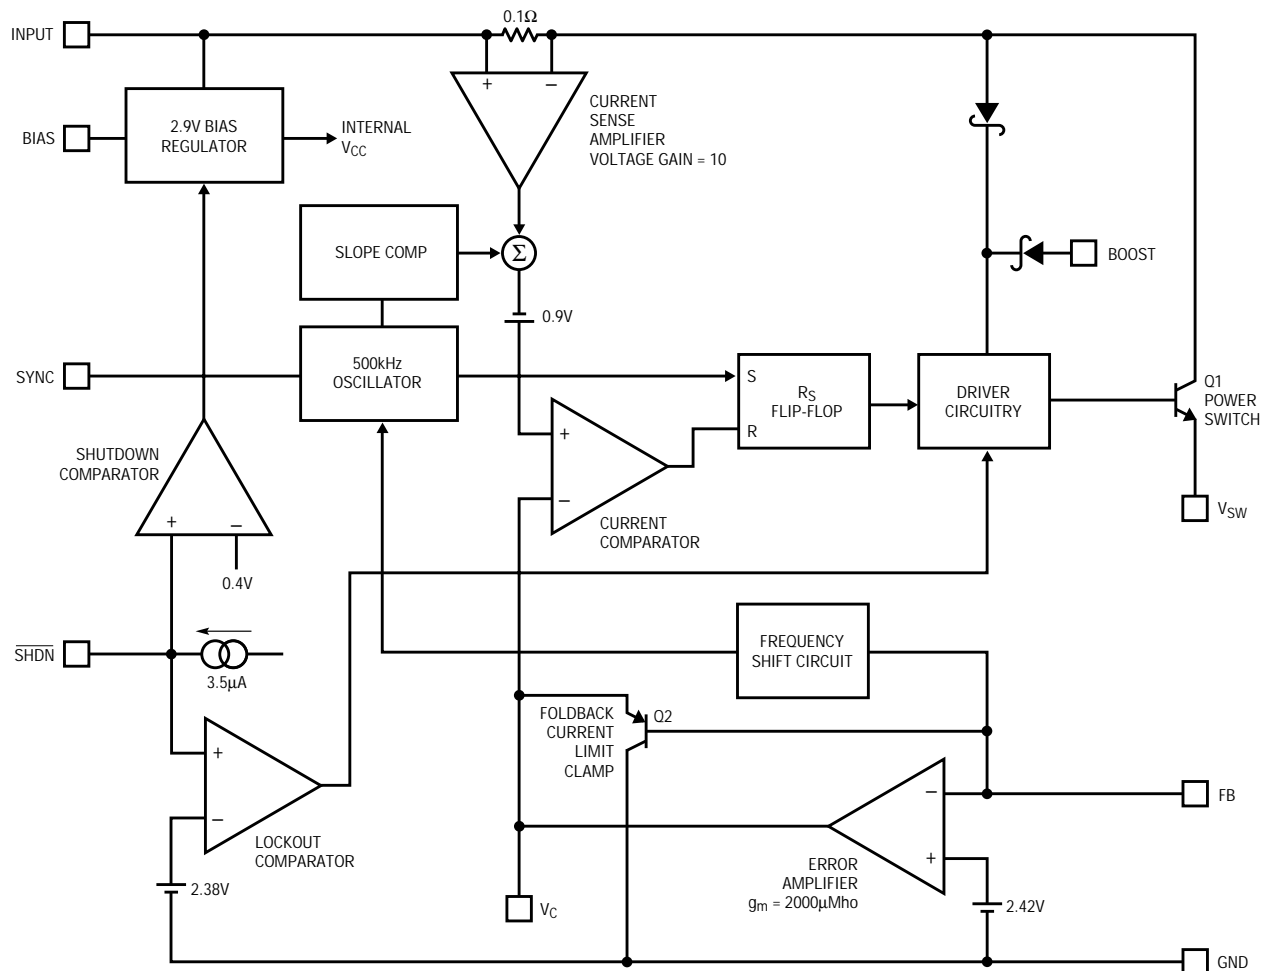 INPUT
0.1Ω
+
−
CURRENT
SENSE
AMPLIFIER
VOLTAGE GAIN = 10
BIAS
2.9V BIAS
REGULATOR
INTERNAL
VCC
SLOPE COMP
Σ
BOOST
0.9V
SYNC
500kHz
OSCILLATOR
S
R
RS
FLIP-FLOP
DRIVER
CIRCUITRY
Q1
POWER
SWITCH
SHUTDOWN
COMPARATOR
+
−
0.4V
+
−
CURRENT
COMPARATOR
VSW
SHDN
3.5µA
FREQUENCY
SHIFT CIRCUIT
FOLDBACK
CURRENT
LIMIT
CLAMP
Q2
+
−
LOCKOUT
COMPARATOR
2.38V
−
+
FB
ERROR
AMPLIFIER
gm = 2000µMho
2.42V
VC
GND